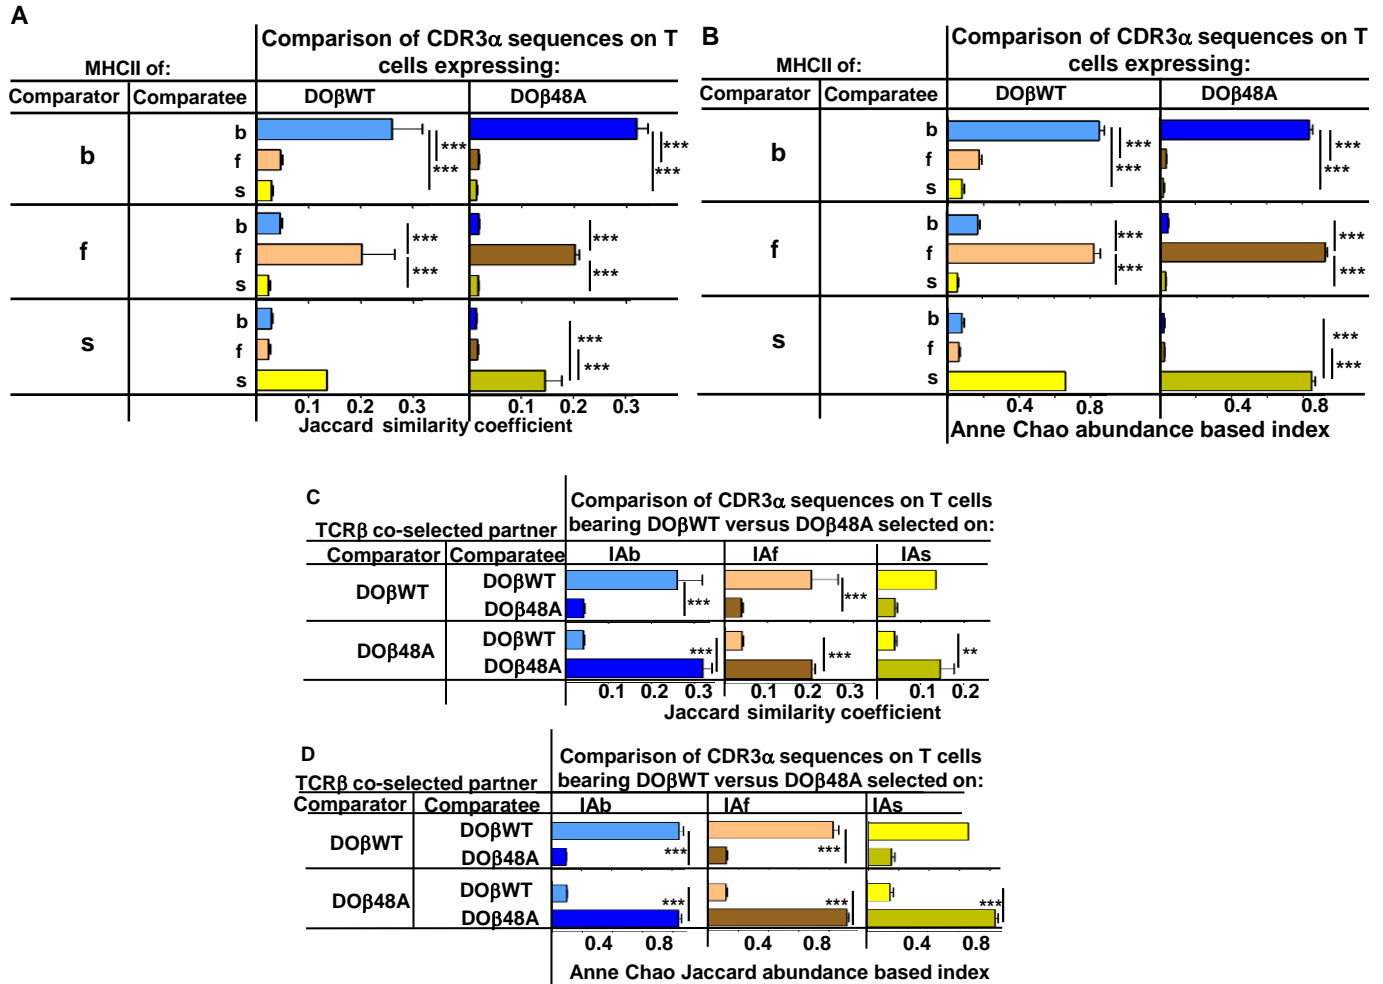 A
Comparison of CDR3α sequences on T
cells expressing:
MHCII of:
Comparator Comparatee DOβWT DOβ48A
b
b
f
s
*** ***
*** ***
f
b
f
s
*** ***
*** ***
s
b
f
s
***
***
0.1 0.2 0.3 0.1 0.2 0.3
Jaccard similarity coefficient
B
Comparison of CDR3α sequences on T
cells expressing:
MHCII of:
Comparator Comparatee DOβWT DOβ48A
b
b
f
s
*** ***
*** ***
f
b
f
s
*** ***
*** ***
s
b
f
s
***
***
0.4 0.8 0.4 0.8
Anne Chao abundance based index
C
Comparison of CDR3α sequences on T cells
bearing DOβWT versus DOβ48A selected on:
TCRβ co-selected partner
Comparator Comparatee IAb IAf IAs
DOβWT
DOβWT
DOβ48A
*** ***
DOβ48A
DOβWT
DOβ48A
*** *** **
0.1 0.2 0.3 0.1 0.2 0.3 0.1 0.2
Jaccard similarity coefficient
D
Comparison of CDR3α sequences on T cells
bearing DOβWT versus DOβ48A selected on:
TCRβ co-selected partner
Comparator Comparatee IAb IAf IAs
DOβWT
DOβWT
DOβ48A
*** ***
DOβ48A
DOβWT
DOβ48A
*** *** ***
0.4 0.8 0.4 0.8 0.4 0.8
Anne Chao Jaccard abundance based index